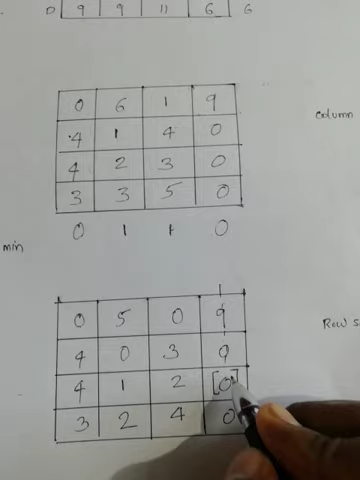 D 9 9 11 6 6
0 6 1 9
4 1 4 0
column
4 2 3 0
3 3 5 0
0 1 1 0
min
0 5 0 9
Row s
4 0 3 0
4 1 2 [0]
3 2 4 0